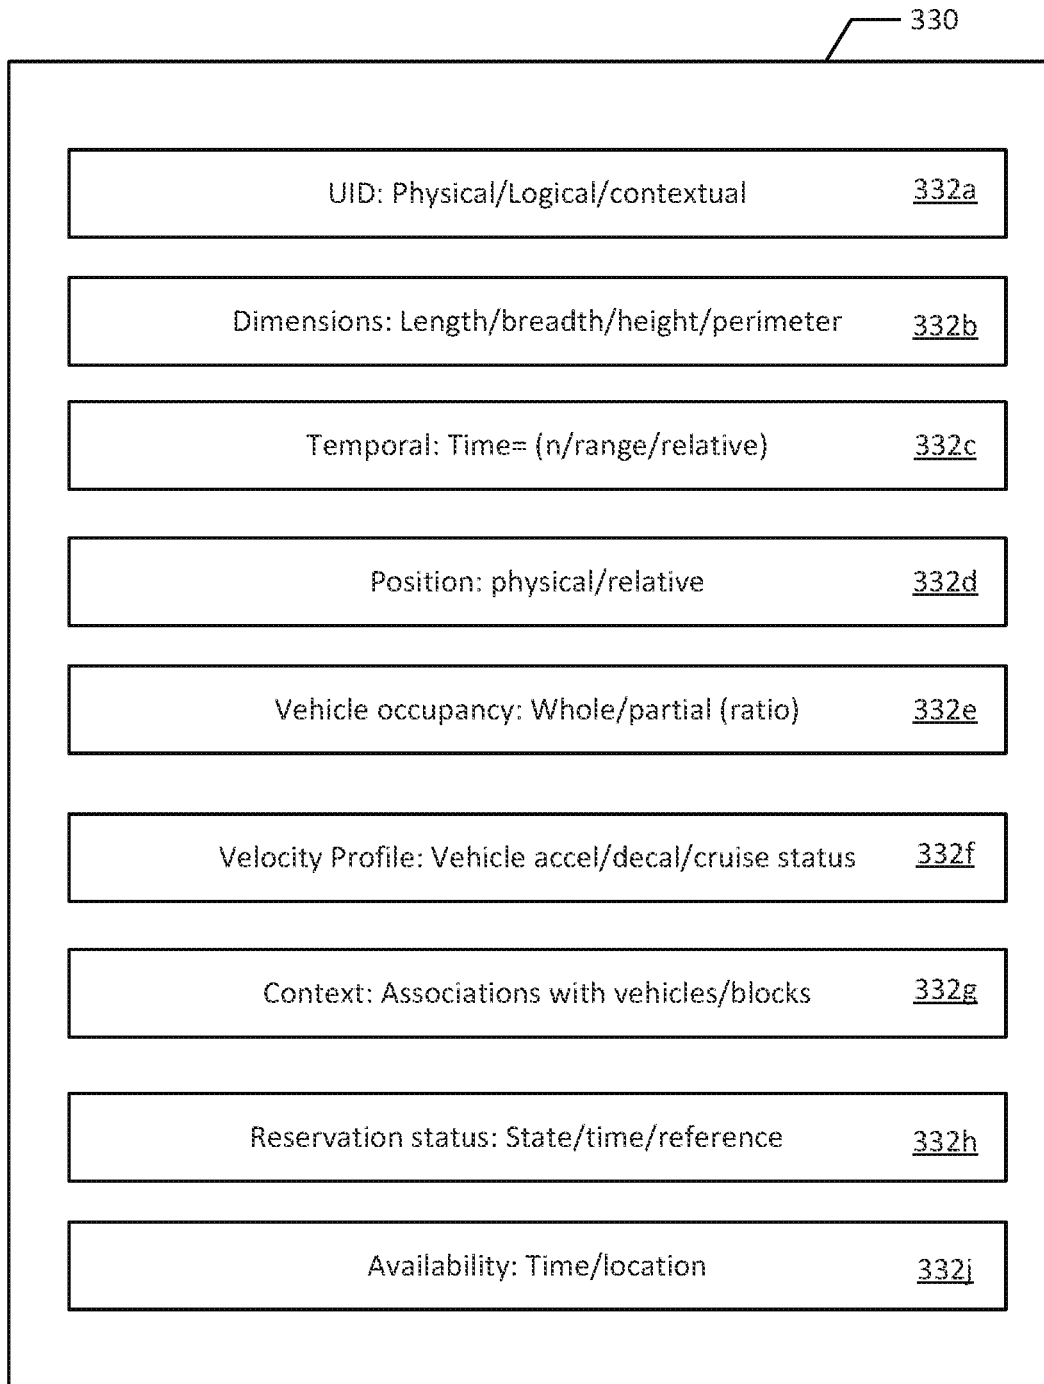 330
UID: Physical/Logical/contextual 332a
Dimensions: Length/breadth/height/perimeter 332b
Temporal: Time= (n/range/relative) 332c
Position: physical/relative 332d
Vehicle occupancy: Whole/partial (ratio) 332e
Velocity Profile: Vehicle accel/decal/cruise status 332f
Context: Associations with vehicles/blocks 332g
Reservation status: State/time/reference 332h
Availability: Time/location 332j